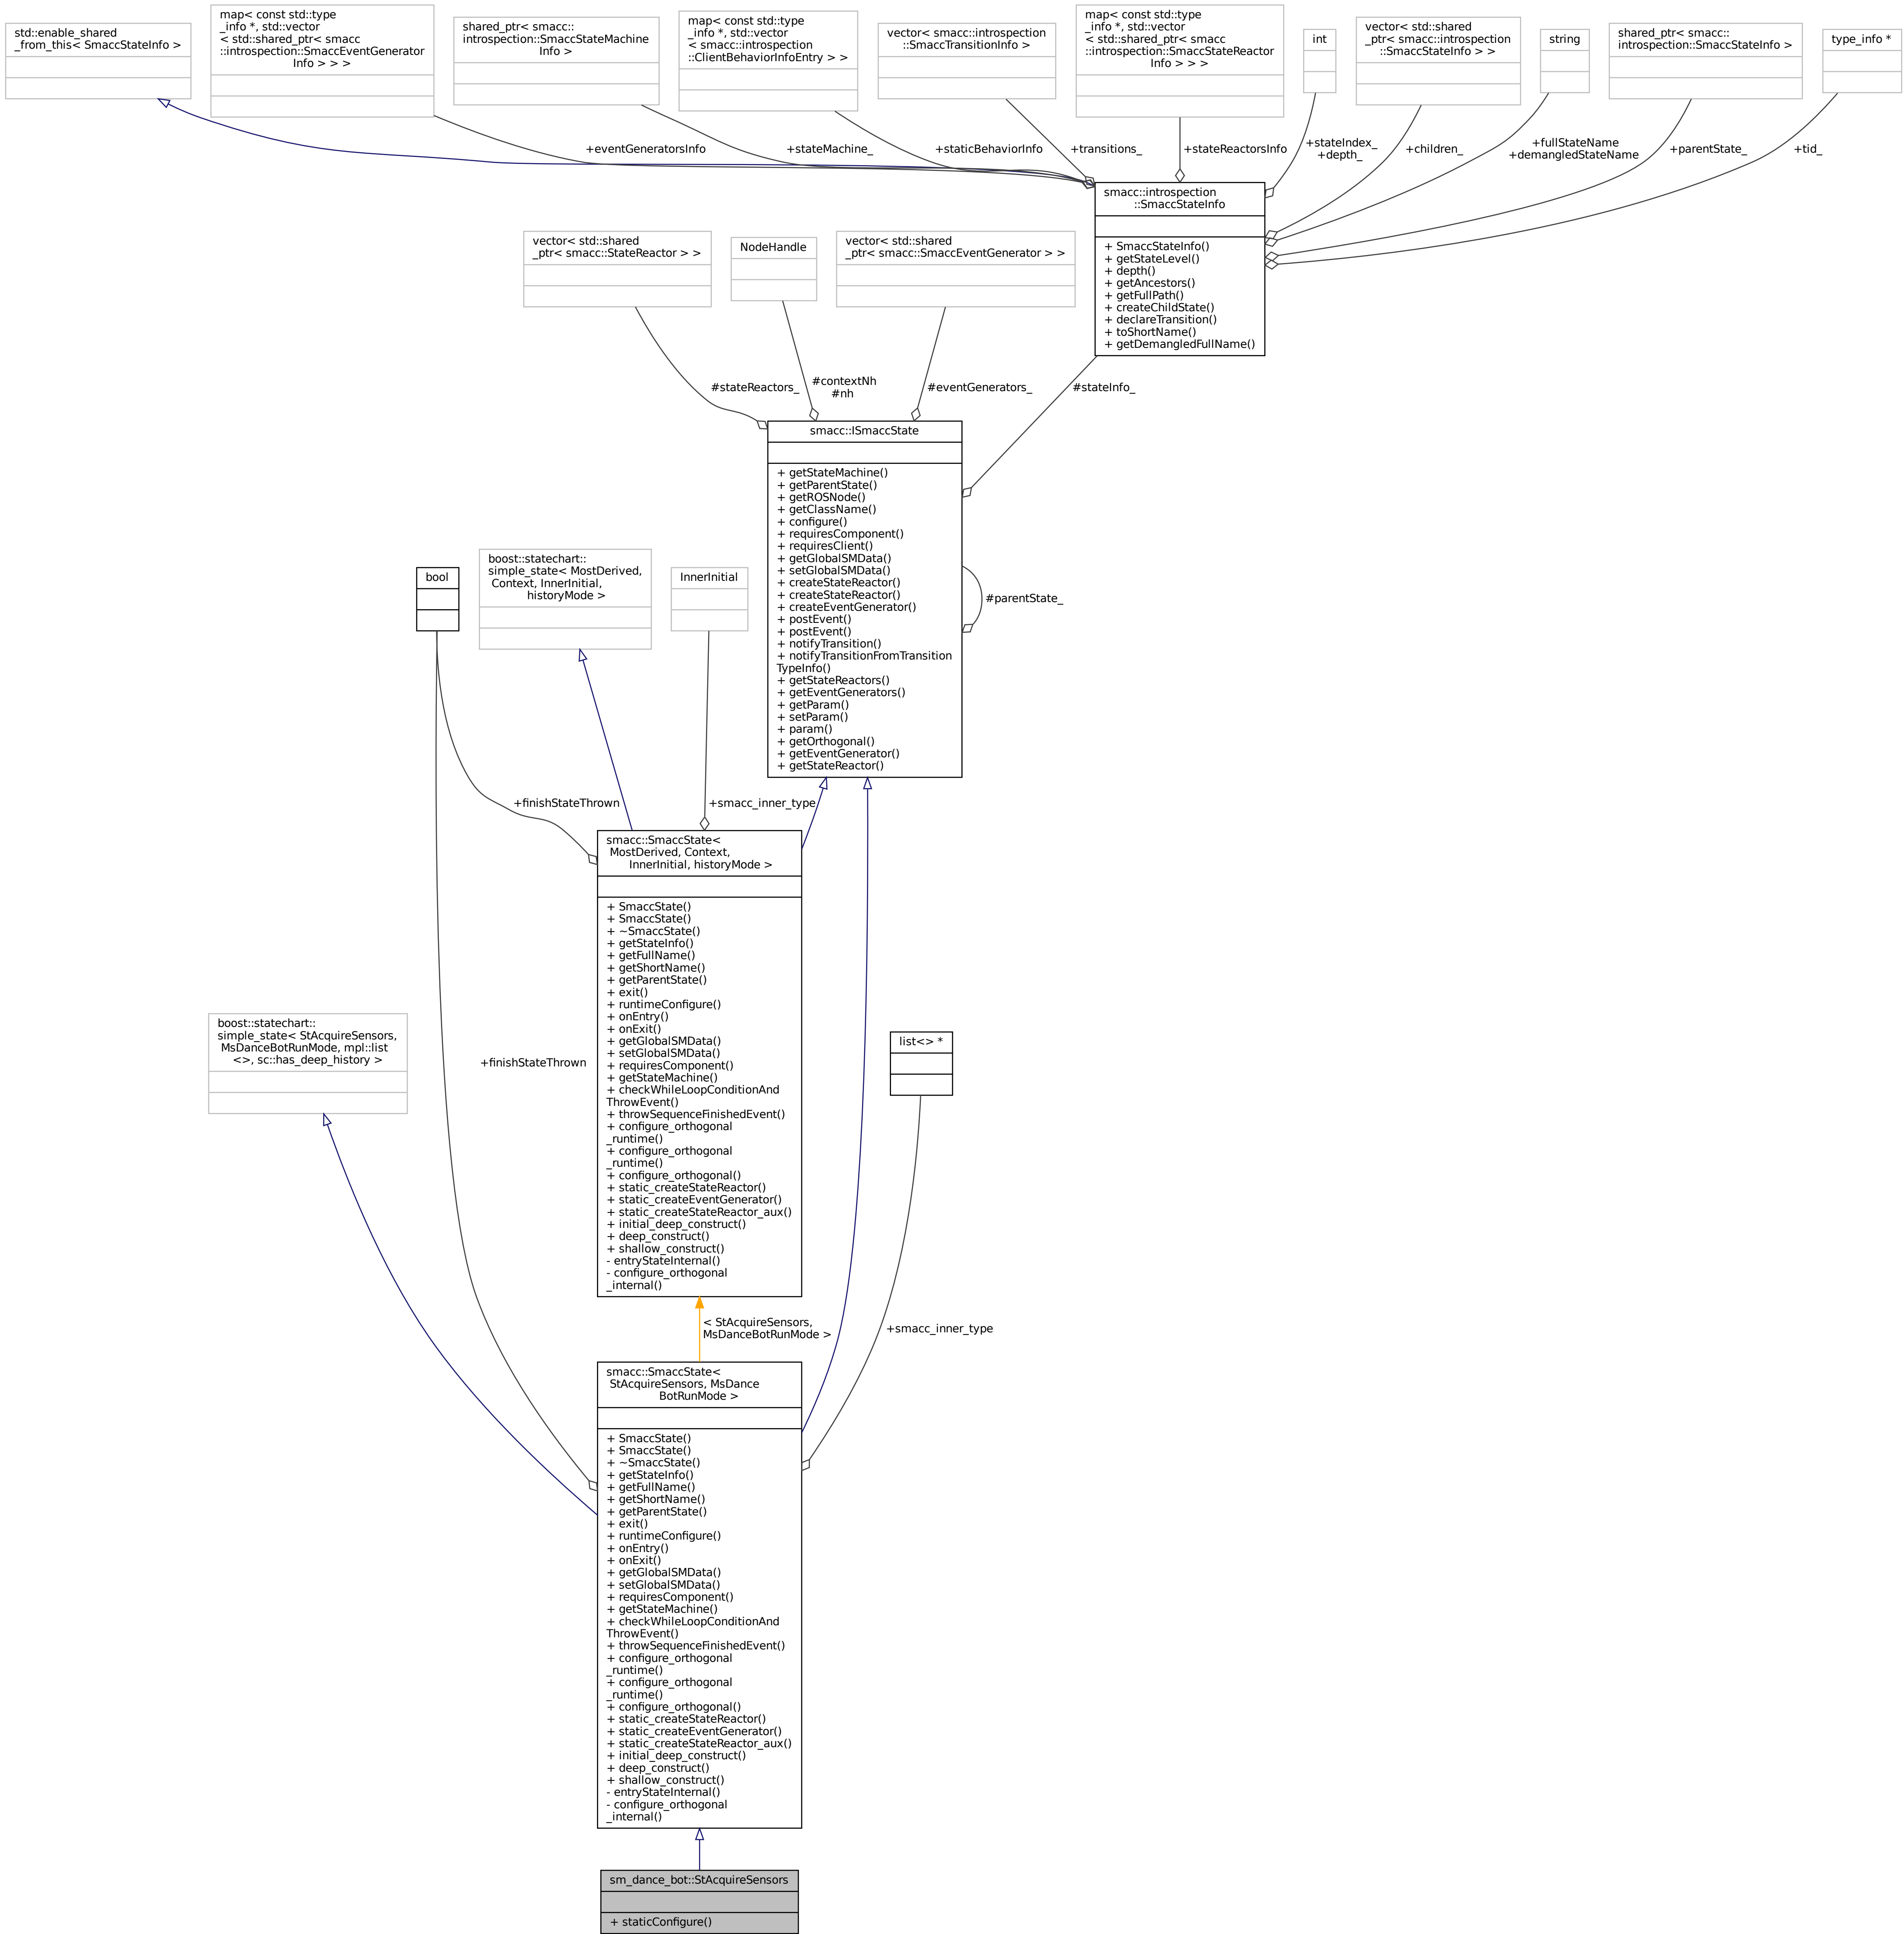 std::enable_shared
_from_this< SmaccStateInfo >
map< const std::type
_info *, std::vector
< std::shared_ptr< smacc
::introspection::SmaccEventGenerator
Info > > >
shared_ptr< smacc::
introspection::SmaccStateMachine
Info >
map< const std::type
_info *, std::vector
< smacc::introspection
::ClientBehaviorInfoEntry > >
vector< smacc::introspection
::SmaccTransitionInfo >
map< const std::type
_info *, std::vector
< std::shared_ptr< smacc
::introspection::SmaccStateReactor
Info > > >
int
vector< std::shared
_ptr< smacc::introspection
::SmaccStateInfo > >
string
shared_ptr< smacc::
introspection::SmaccStateInfo >
type_info *
+eventGeneratorsInfo
+stateMachine_
+staticBehaviorInfo
+transitions_
+stateReactorsInfo
+stateIndex_
+depth_
+children_
+fullStateName
+demangledStateName
+parentState_
+tid_
smacc::introspection
::SmaccStateInfo
+ SmaccStateInfo()
+ getStateLevel()
+ depth()
+ getAncestors()
+ getFullPath()
+ createChildState()
+ declareTransition()
+ toShortName()
+ getDemangledFullName()
vector< std::shared
_ptr< smacc::StateReactor > >
NodeHandle
vector< std::shared
_ptr< smacc::SmaccEventGenerator > >
#stateReactors_
#contextNh
#nh
#eventGenerators_
#stateInfo_
smacc::ISmaccState
+ getStateMachine()
+ getParentState()
+ getROSNode()
+ getClassName()
+ configure()
+ requiresComponent()
+ requiresClient()
+ getGlobalSMData()
+ setGlobalSMData()
+ createStateReactor()
+ createStateReactor()
+ createEventGenerator()
+ postEvent()
+ postEvent()
+ notifyTransition()
+ notifyTransitionFromTransition
TypeInfo()
+ getStateReactors()
+ getEventGenerators()
+ getParam()
+ setParam()
+ param()
+ getOrthogonal()
+ getEventGenerator()
+ getStateReactor()
#parentState_
bool
boost::statechart::
simple_state< MostDerived,
Context, InnerInitial,
historyMode >
InnerInitial
+finishStateThrown
+smacc_inner_type
smacc::SmaccState<
MostDerived, Context,
InnerInitial, historyMode >
+ SmaccState()
+ SmaccState()
+ ~SmaccState()
+ getStateInfo()
+ getFullName()
+ getShortName()
+ getParentState()
+ exit()
+ runtimeConfigure()
+ onEntry()
+ onExit()
+ getGlobalSMData()
+ setGlobalSMData()
+ requiresComponent()
+ getStateMachine()
+ checkWhileLoopConditionAnd
ThrowEvent()
+ throwSequenceFinishedEvent()
+ configure_orthogonal
_runtime()
+ configure_orthogonal
_runtime()
+ configure_orthogonal()
+ static_createStateReactor()
+ static_createEventGenerator()
+ static_createStateReactor_aux()
+ initial_deep_construct()
+ deep_construct()
+ shallow_construct()
- entryStateInternal()
- configure_orthogonal
_internal()
boost::statechart::
simple_state< StAcquireSensors,
MsDanceBotRunMode, mpl::list
<>, sc::has_deep_history >
+finishStateThrown
list<> *
< StAcquireSensors,
MsDanceBotRunMode >
+smacc_inner_type
smacc::SmaccState<
StAcquireSensors, MsDance
BotRunMode >
+ SmaccState()
+ SmaccState()
+ ~SmaccState()
+ getStateInfo()
+ getFullName()
+ getShortName()
+ getParentState()
+ exit()
+ runtimeConfigure()
+ onEntry()
+ onExit()
+ getGlobalSMData()
+ setGlobalSMData()
+ requiresComponent()
+ getStateMachine()
+ checkWhileLoopConditionAnd
ThrowEvent()
+ throwSequenceFinishedEvent()
+ configure_orthogonal
_runtime()
+ configure_orthogonal
_runtime()
+ configure_orthogonal()
+ static_createStateReactor()
+ static_createEventGenerator()
+ static_createStateReactor_aux()
+ initial_deep_construct()
+ deep_construct()
+ shallow_construct()
- entryStateInternal()
- configure_orthogonal
_internal()
sm_dance_bot::StAcquireSensors
+ staticConfigure()